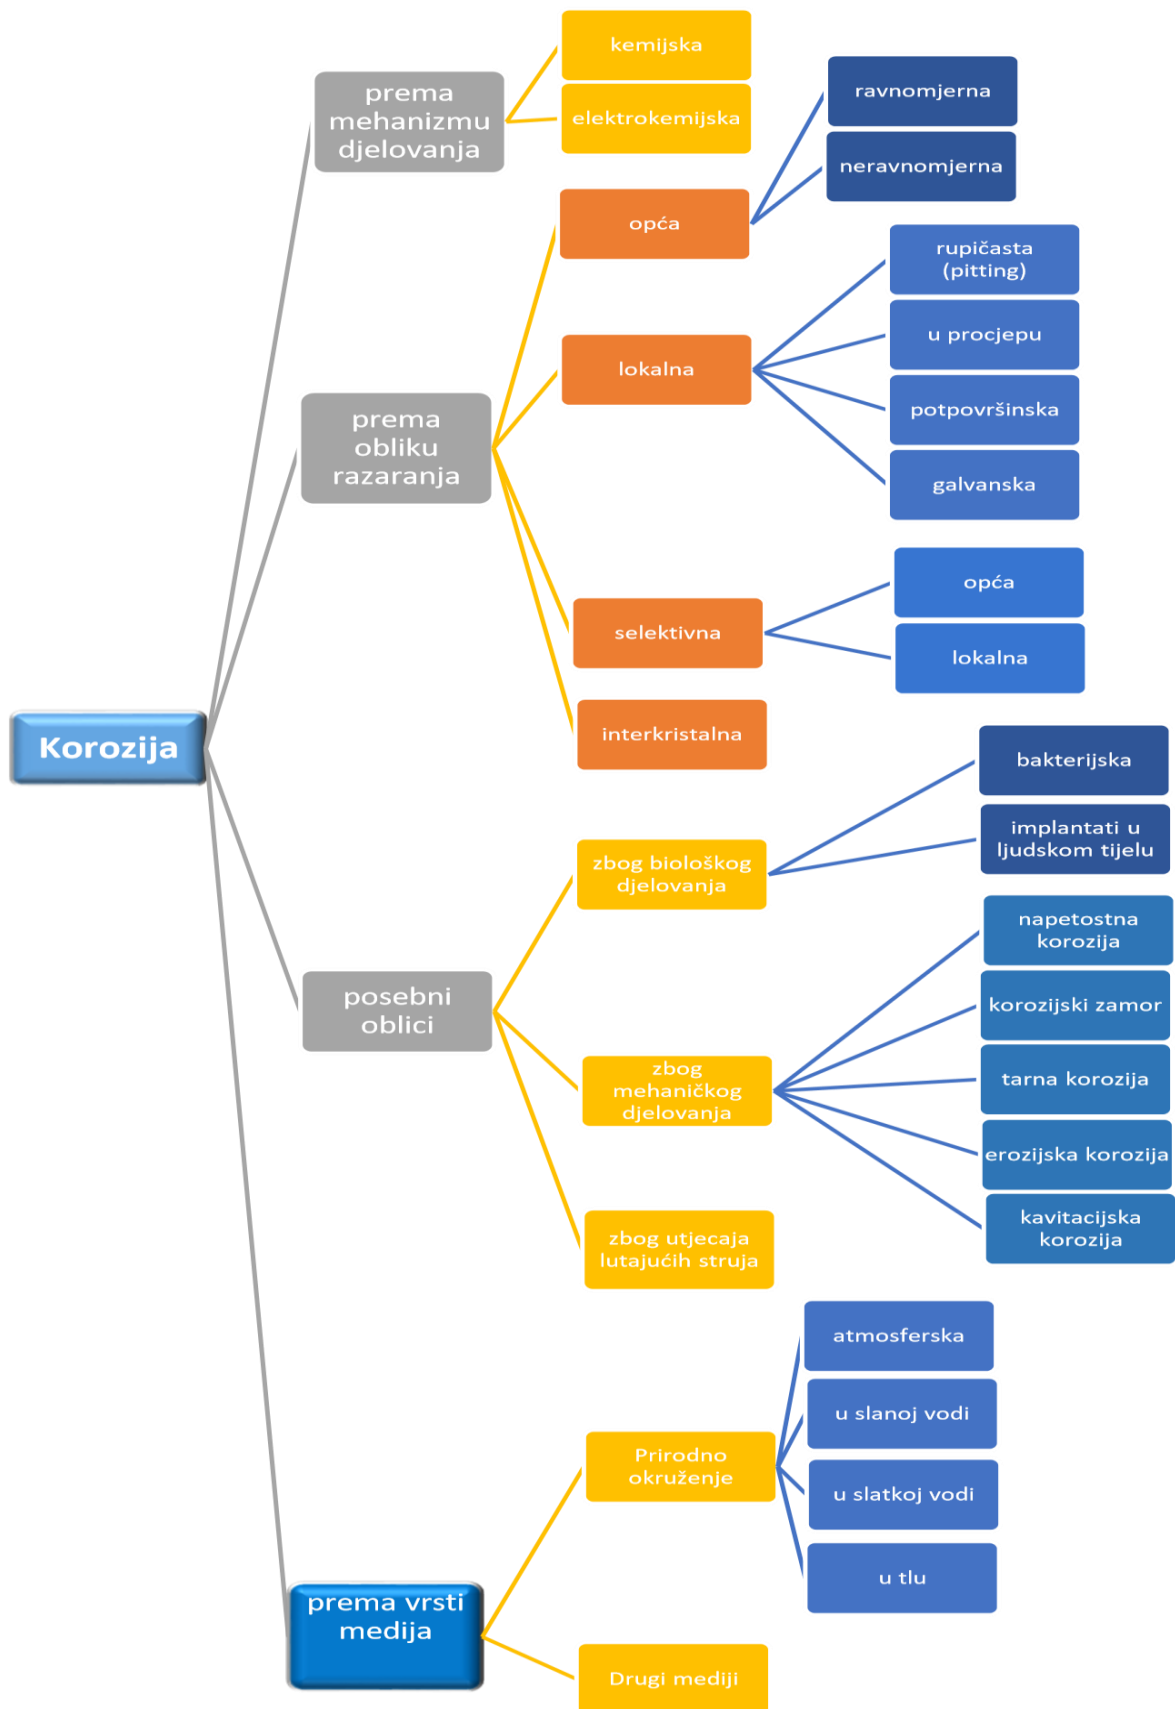 kemijska
prema
mehanizmu
djelovanja
elektrokemijska
ravnomjerna
neravnomjerna
opća
rupičasta
(pitting)
u procjepu
lokalna
potpovršinska
prema
obliku
razaranja
galvanska
opća
selektivna
lokalna
interkristalna
Korozija
bakterijska
implantati u
ljudskom tijelu
zbog biološkog
djelovanja
napetostna
korozija
posebni
oblici
korozijski zamor
zbog
mehaničkog
djelovanja
tarna korozija
erozijska korozija
kavitacijska
korozija
zbog utjecaja
lutajućih struja
atmosferska
u slanoj vodi
Prirodno
okruženje
u slatkoj vodi
u tlu
prema vrsti
medija
Drugi mediji